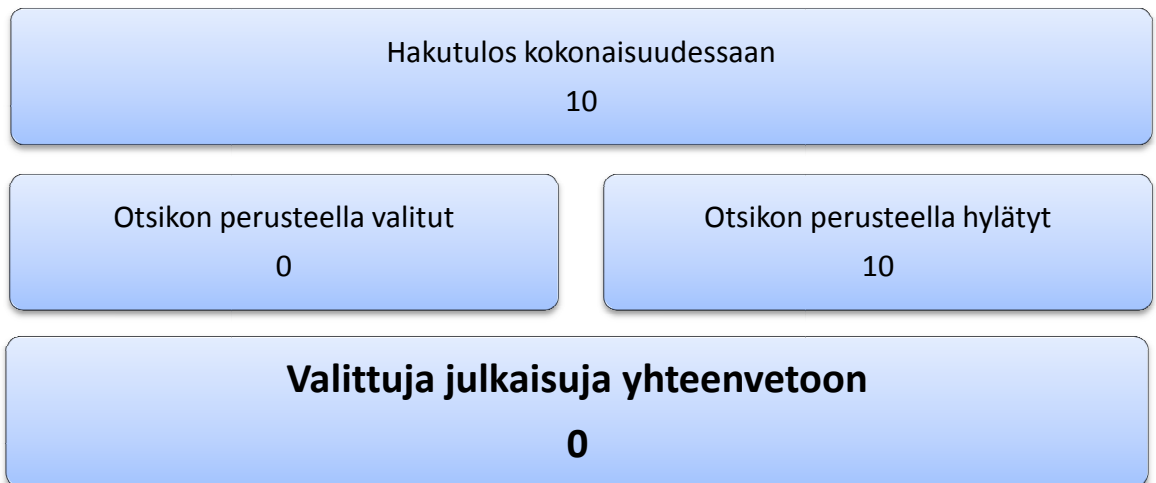 Hakutulos kokonaisuudessaan
10
Otsikon perusteella valitut
0
Otsikon perusteella hylätyt
10
Valittuja julkaisuja yhteenvetoon
0